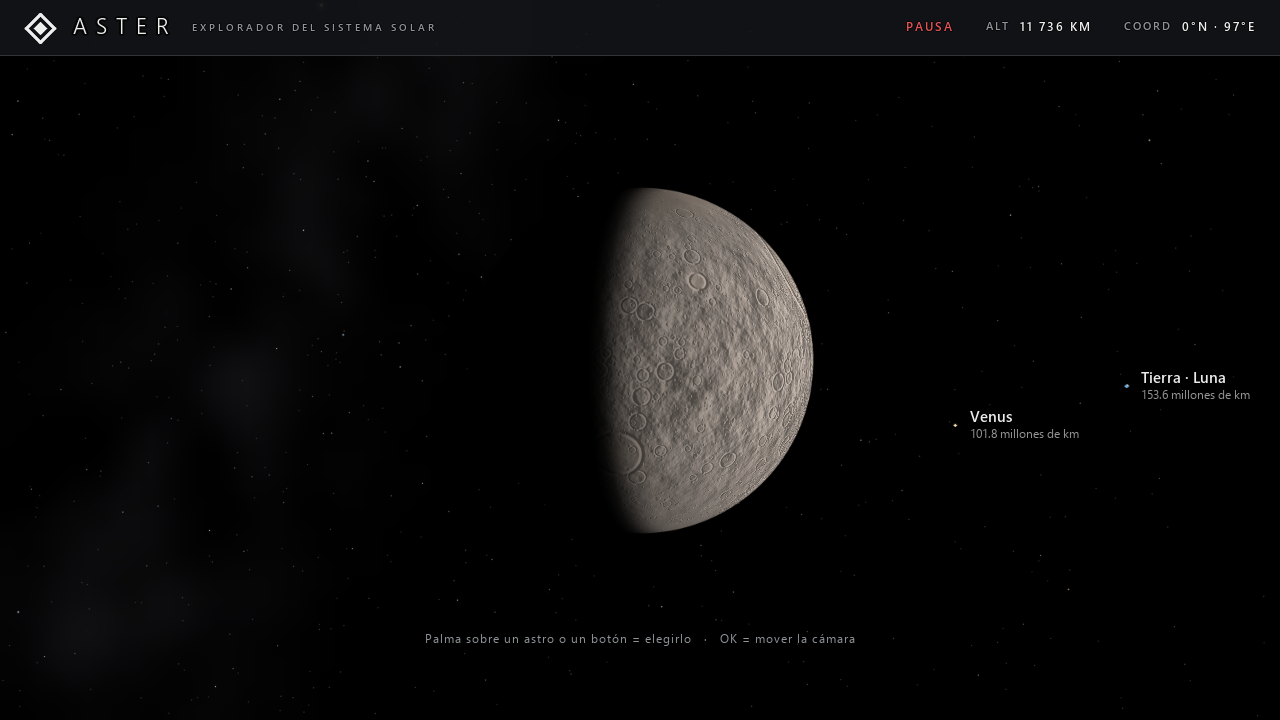 ASTER EXPLORADOR DEL SISTEMA SOLAR PAUSA ALT 11 736 KM COORD 0°N · 97°E
Tierra · Luna
153.6 millones de km
Venus
101.8 millones de km
Palma sobre un astro o un botón = elegirlo · OK = mover la cámara